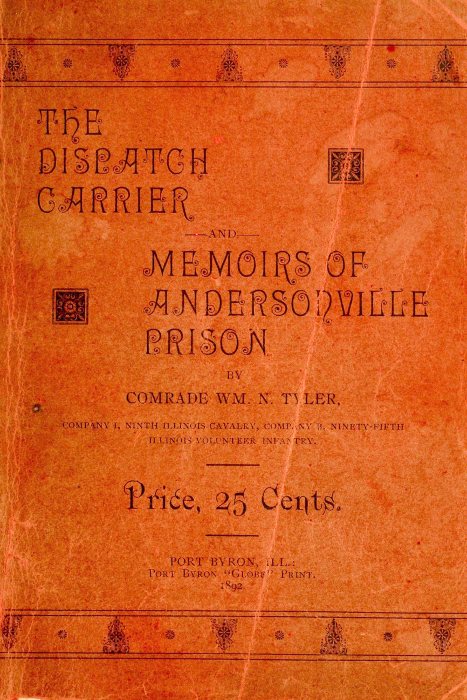 THE
DISPATCH
CARRIER
—AND—
MEMOIRS OF
ANDERSONVILLE
PRISON
BY
COMRADE WM. N. TYLER,
COMPANY I, NINTH ILLINOIS CAVALRY, COMPANY B, NINETY-FIFTH
ILLINOIS VOLUNTEER INFANTRY.
Price, 25 Cents.
PORT BYRON, ILL.:
PORT BYRON "GLOBE" PRINT.
1892